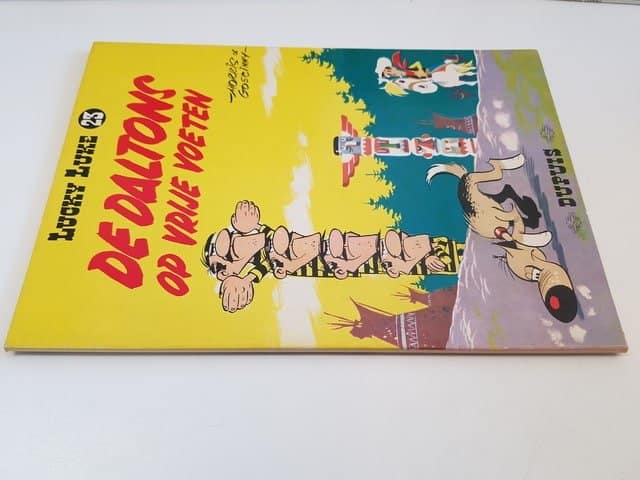 LUCKY LUKE 23
DE DALTONS
OP VRIJE VOETEN
MORRIS &
GOSCINNY
DUPUIS